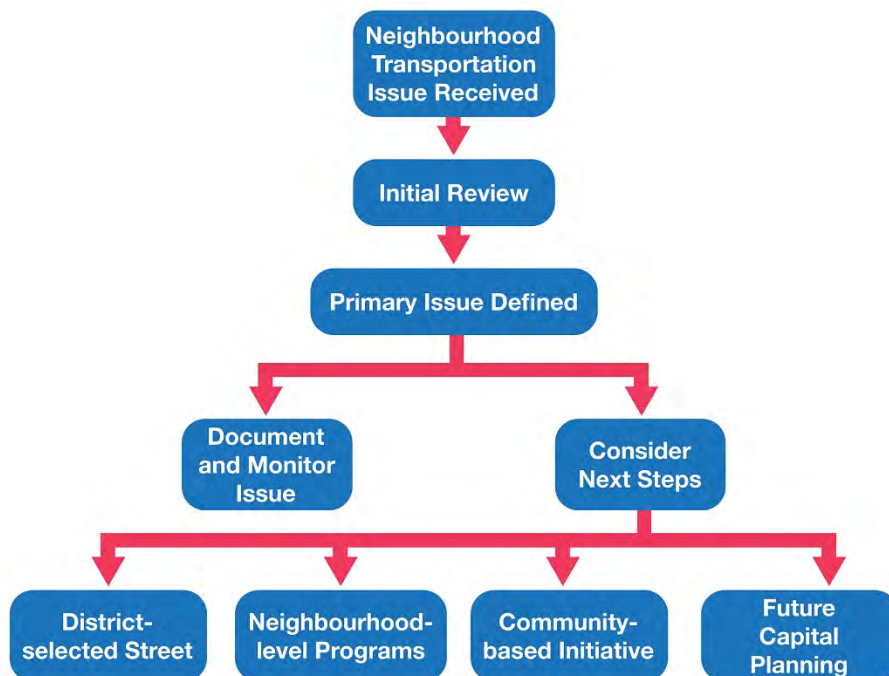 Neighbourhood
Transportation
Issue Received
Initial Review
Primary Issue Defined
Document
and Monitor
Issue
Consider
Next Steps
District-
selected Street
Neighbourhood-
level Programs
Community-
based Initiative
Future
Capital
Planning